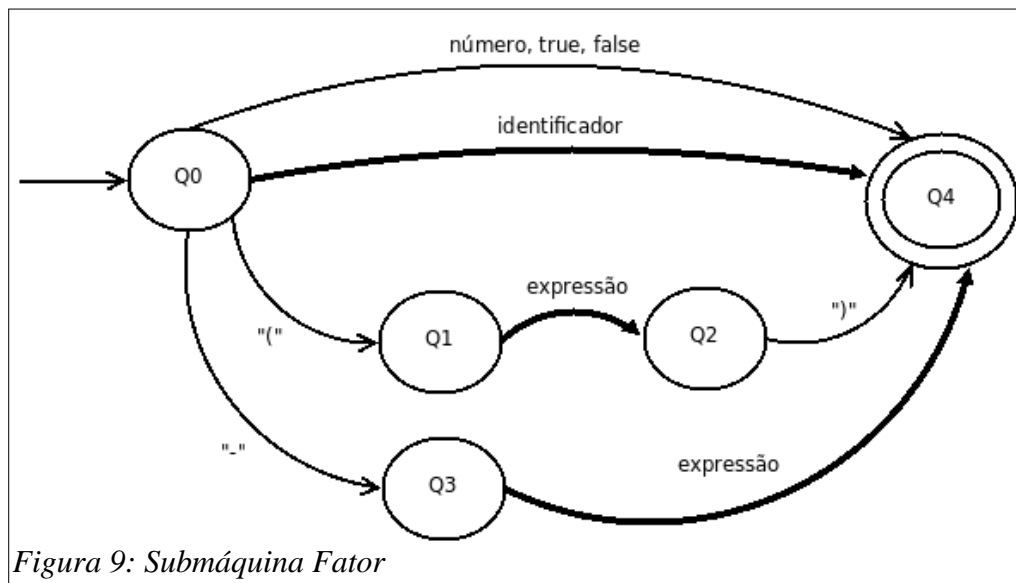 número, true, false
identificador
Q0
Q4
expressão
"("
Q1
Q2
")"
"-"
Q3
expressão
Figura 9: Submáquina Fator